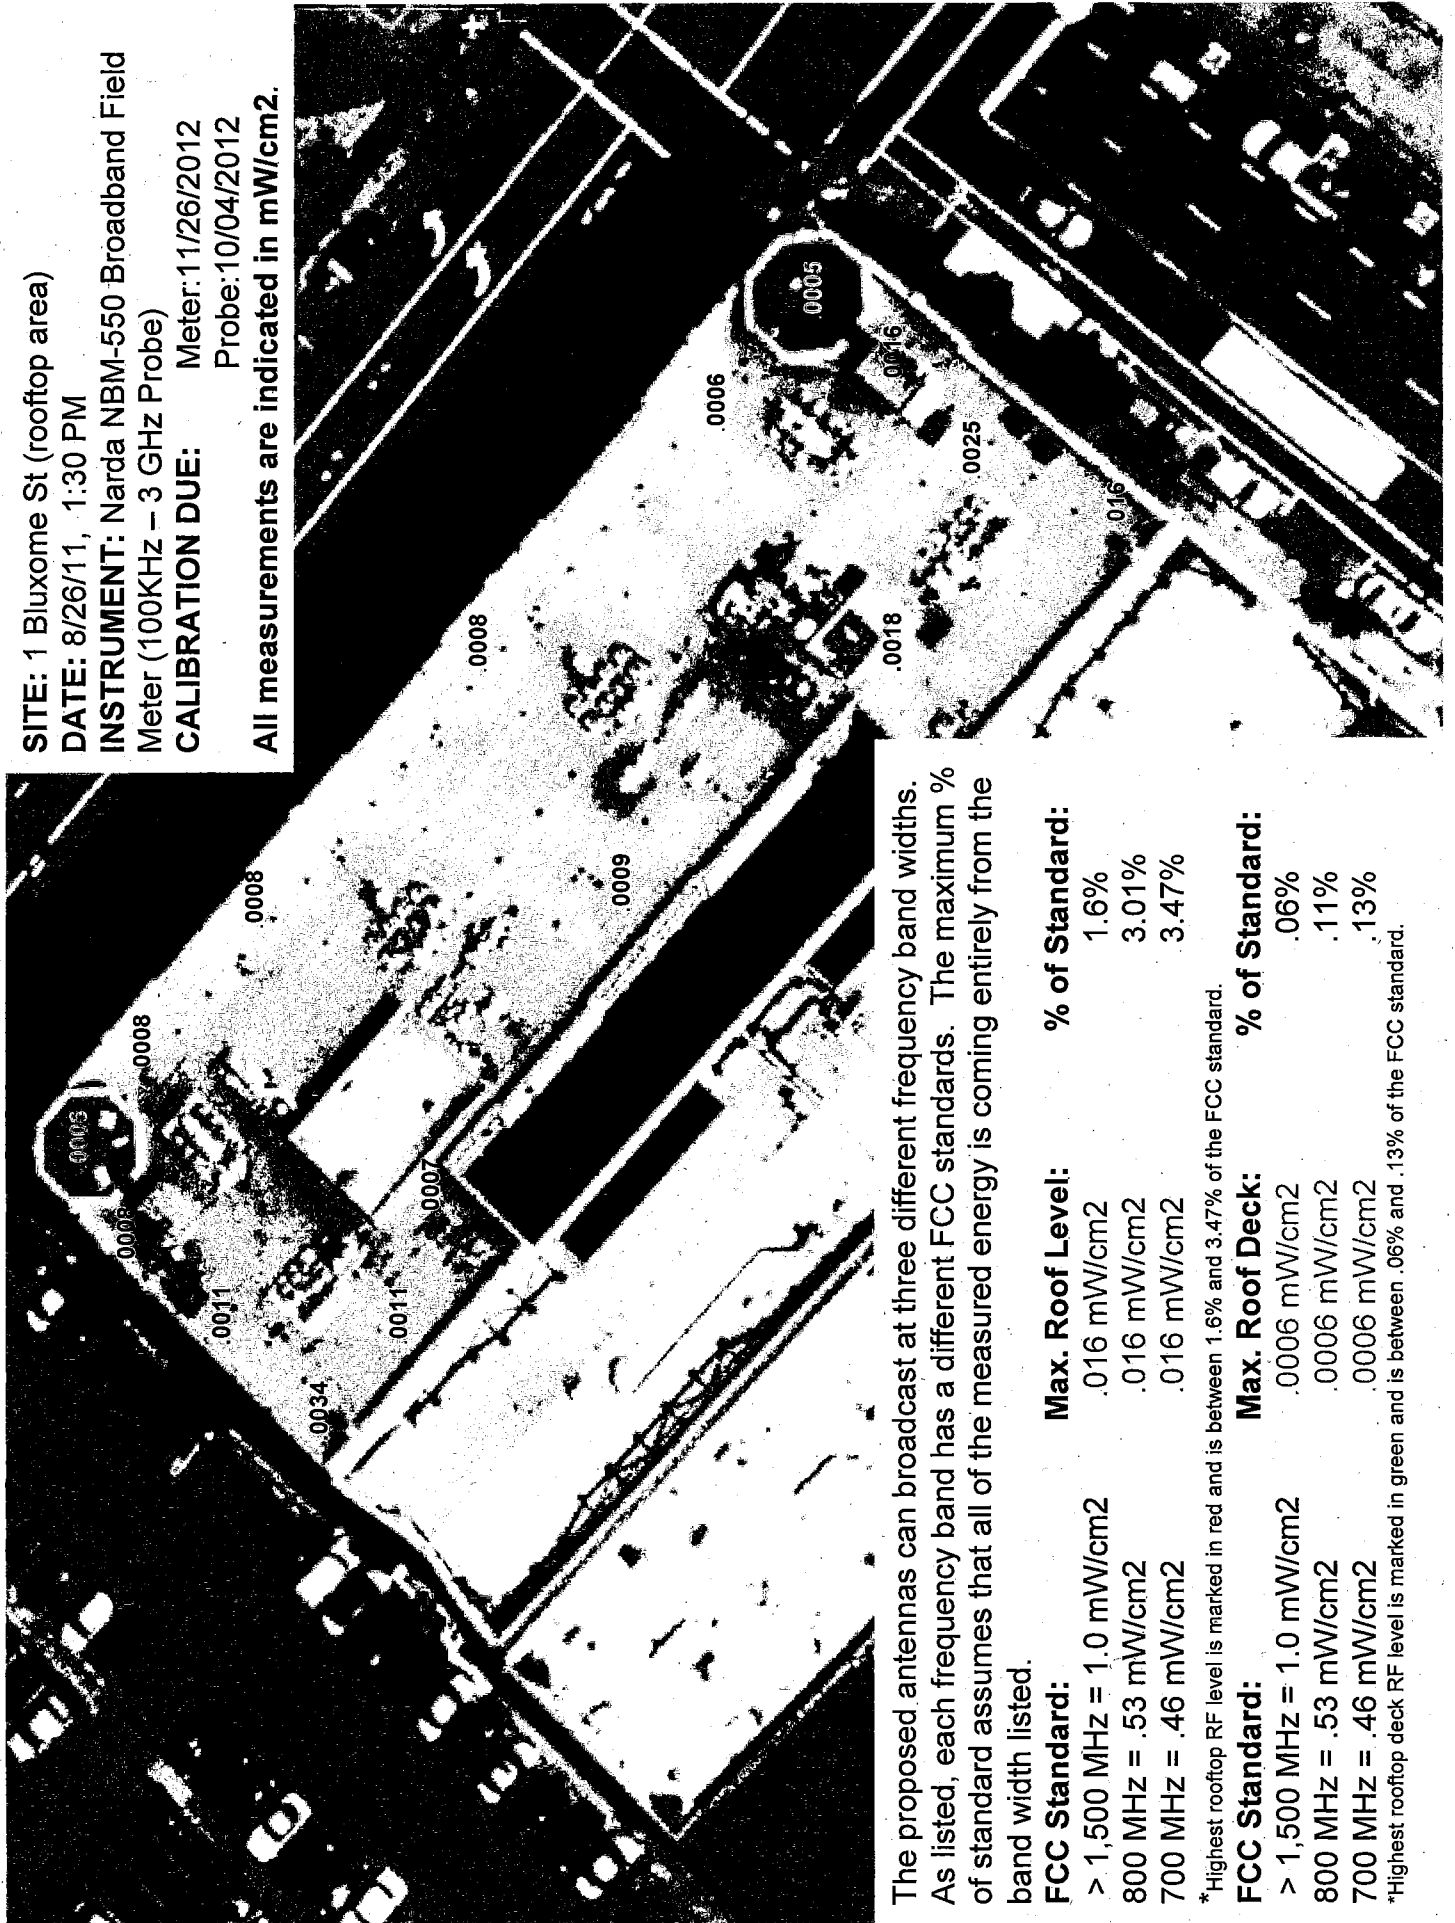 SITE: 1 Bluxome St (rooftop area)
DATE: 8/26/11, 1:30 PM
INSTRUMENT: Narda NBM-550 Broadband Field
Meter (100KHz – 3 GHz Probe)
CALIBRATION DUE: Meter:11/26/2012
Probe:10/04/2012
All measurements are indicated in mW/cm2.
.0008
.0008
.0008
.0006
.0005
.0016
.0025
.016
.0018
.0009
.0007
.0011
.0011
.0034
The proposed antennas can broadcast at three different frequency band widths.
As listed, each frequency band has a different FCC standards. The maximum %
of standard assumes that all of the measured energy is coming entirely from the
band width listed.
FCC Standard: Max. Roof Level: % of Standard:
> 1,500 MHz = 1.0 mW/cm2 .016 mW/cm2 1.6%
800 MHz = .53 mW/cm2 .016 mW/cm2 3.01%
700 MHz = .46 mW/cm2 .016 mW/cm2 3.47%
*Highest rooftop RF level is marked in red and is between 1.6% and 3.47% of the FCC standard.
FCC Standard: Max. Roof Deck: % of Standard:
> 1,500 MHz = 1.0 mW/cm2 .0006 mW/cm2 .06%
800 MHz = .53 mW/cm2 .0006 mW/cm2 .11%
700 MHz = .46 mW/cm2 .0006 mW/cm2 .13%
*Highest rooftop deck RF level is marked in green and is between .06% and .13% of the FCC standard.